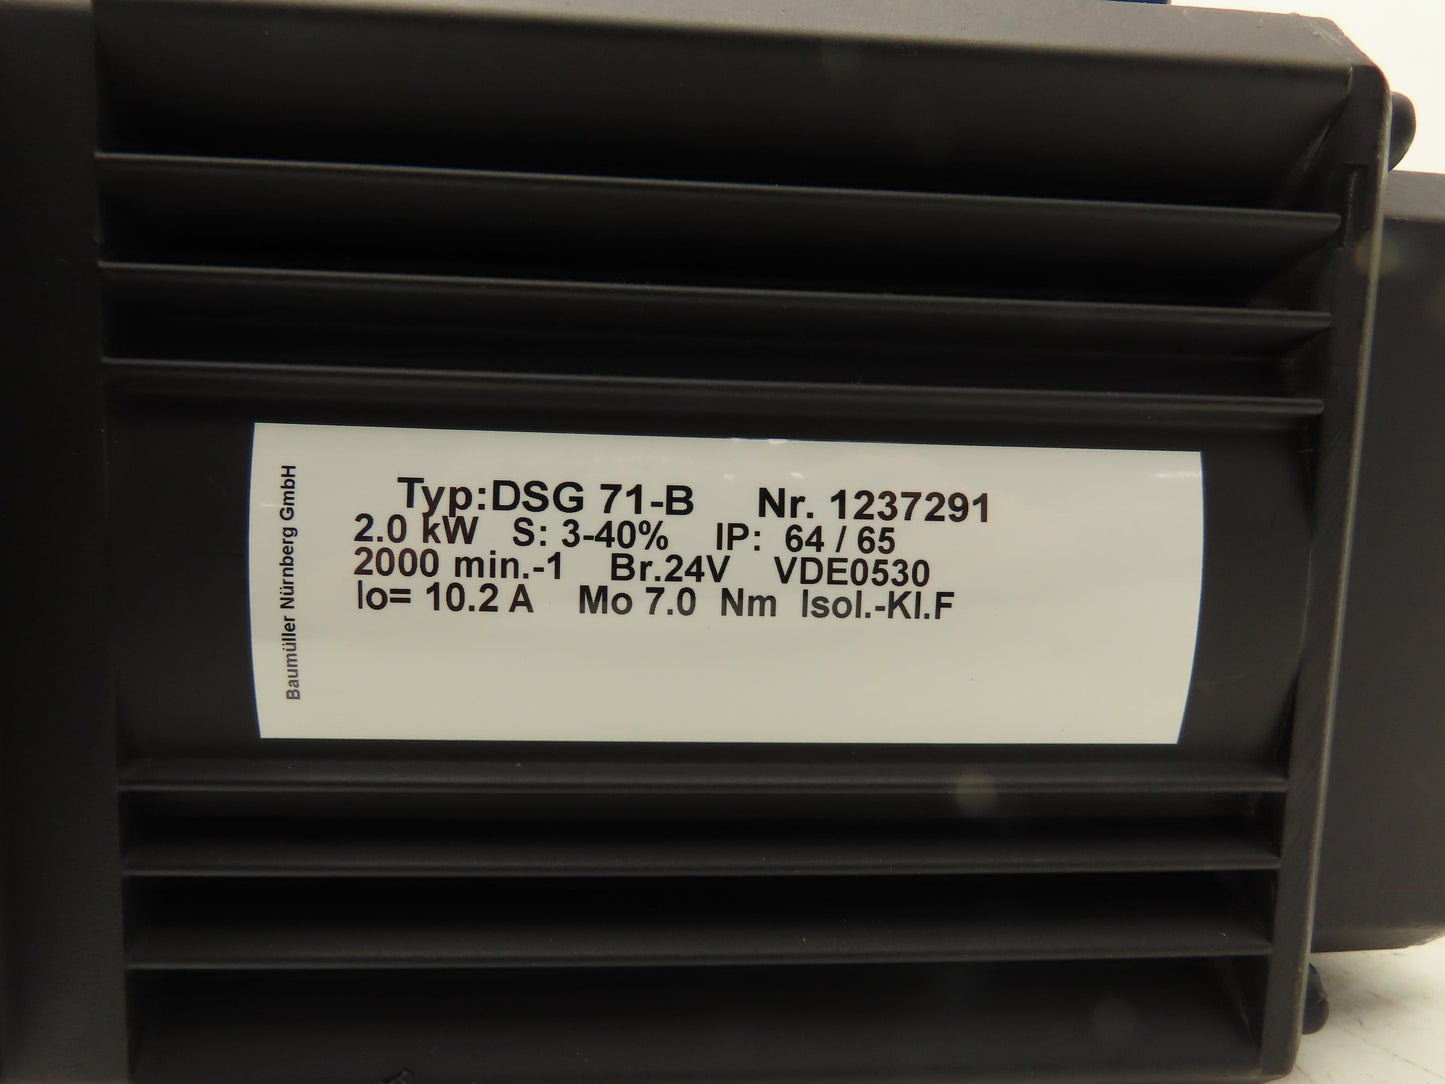 Baumüller Nürnberg GmbH
Typ:DSG 71-B Nr. 1237291
2.0 kW S: 3-40% IP: 64 / 65
2000 min.-1 Br.24V VDE0530
Io= 10.2 A Mo 7.0 Nm Isol.-Kl.F